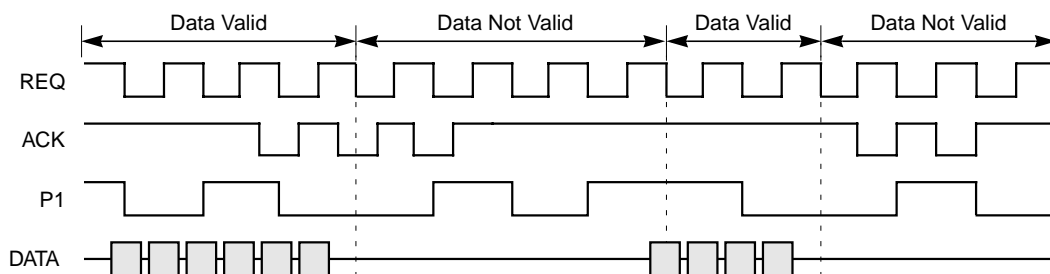 Data Valid Data Not Valid Data Valid Data Not Valid
REQ
ACK
P1
DATA